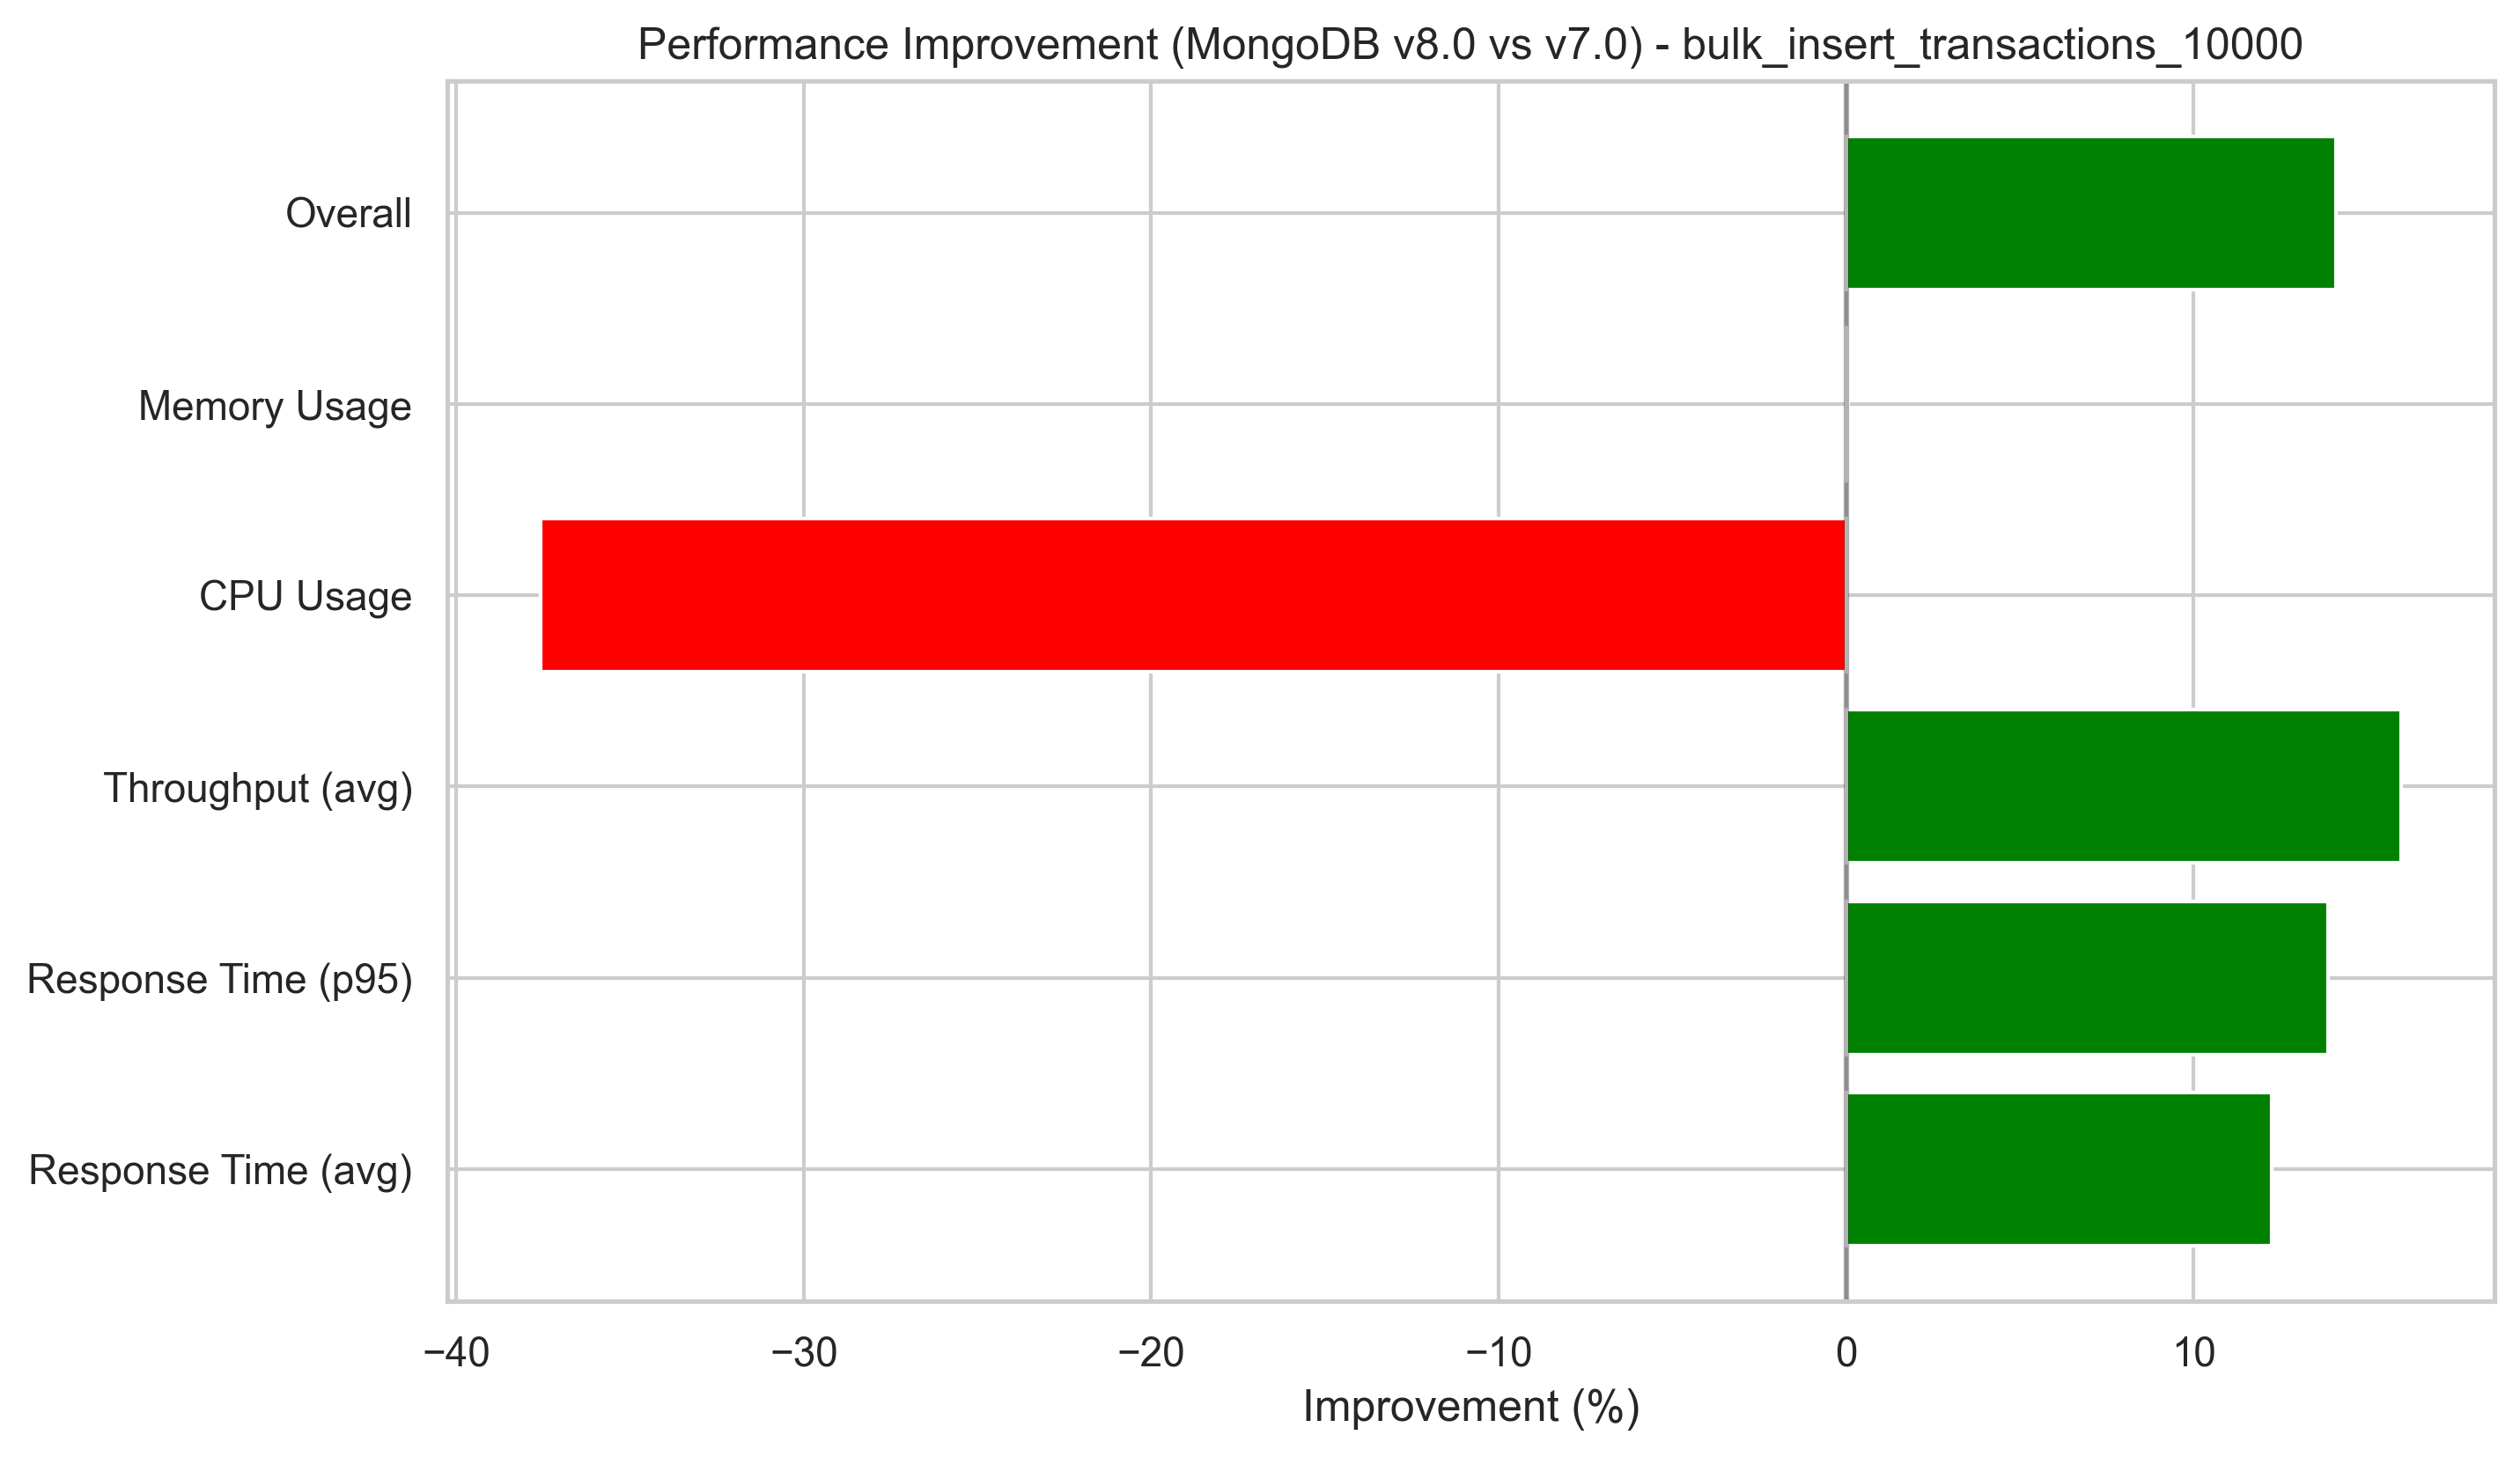 Performance Improvement (MongoDB v8.0 vs v7.0) - bulk_insert_transactions_10000
Overall
Memory Usage
CPU Usage
Throughput (avg)
Response Time (p95)
Response Time (avg)
−40 −30 −20 −10 0 10
Improvement (%)